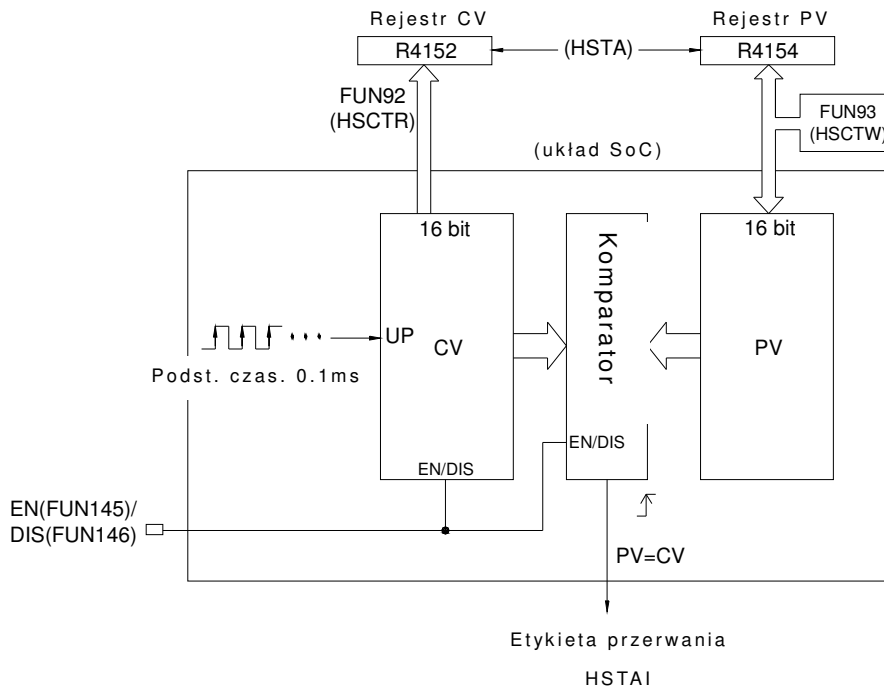 Rejestr CV
Rejestr PV
R4152
(HSTA)
R4154
FUN92
(HSCTR)
FUN93
(HSCTW)
(układ SoC)
16 bit
Komparator
16 bit
UP
CV
PV
Podst. czas. 0.1ms
EN/DIS
EN/DIS
EN(FUN145)/
DIS(FUN146)
PV=CV
Etykieta przerwania
HSTAI